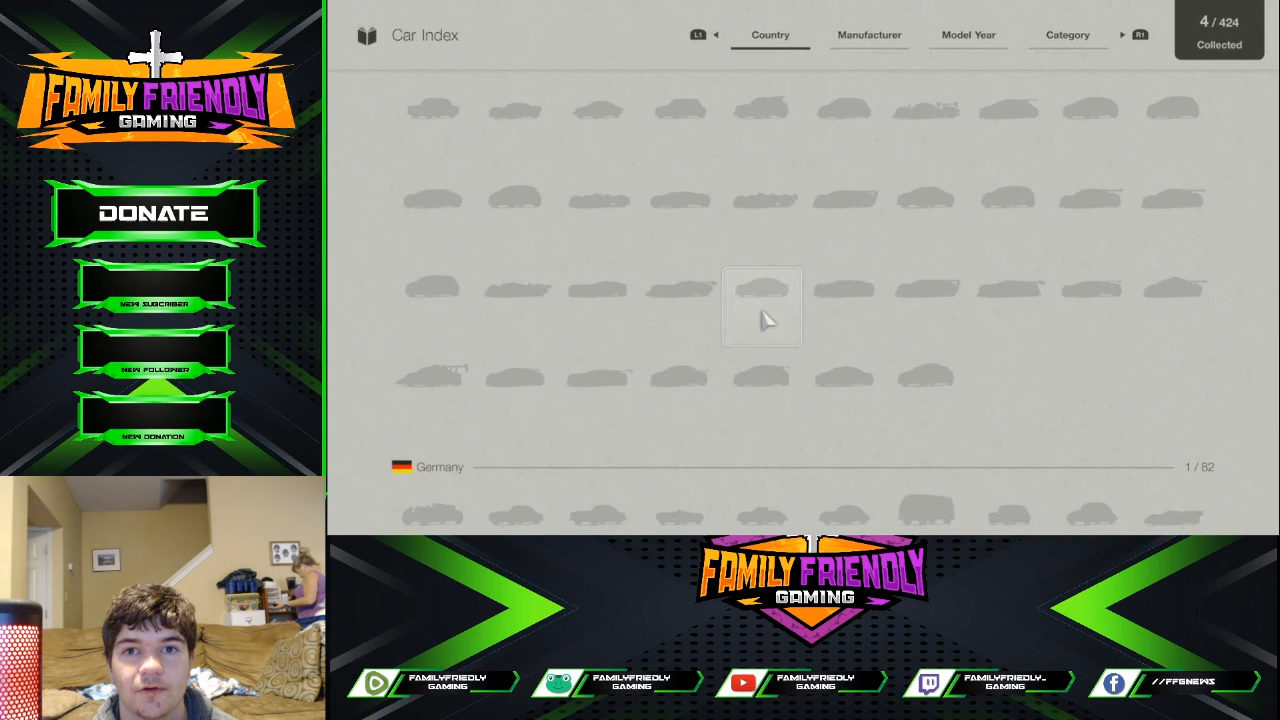 FAMILY FRIENDLY
GAMING
DONATE
NEW SUBCRIBER
NEW FOLLOWER
NEW DONATION
Car Index
L1 Country Manufacturer Model Year Category R1
4 / 424
Collected
Germany 1 / 82
FAMILY FRIENDLY
GAMING
FAMILYFRIEDLY
GAMING
FAMILYFRIEDLY
GAMING
FAMILYFRIEDLY
GAMING
FAMILYFRIEDLY_
GAMING
//FFGNEWS